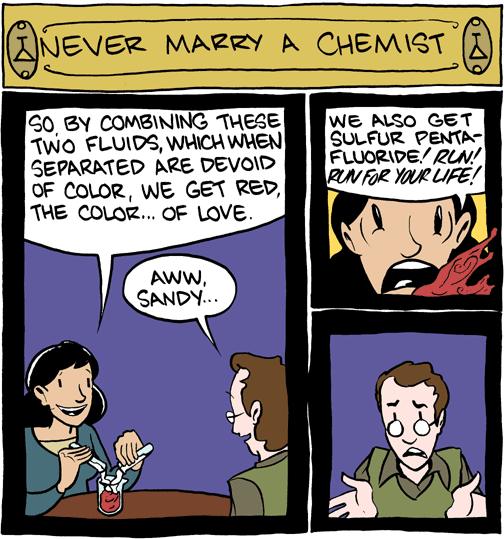 NEVER MARRY A CHEMIST
SO, BY COMBINING THESE
TWO FLUIDS, WHICH WHEN
SEPARATED ARE DEVOID
OF COLOR, WE GET RED,
THE COLOR... OF LOVE.
AWW,
SANDY...
WE ALSO GET
SULFUR PENTA-
FLUORIDE! RUN!
RUN FOR YOUR LIFE!